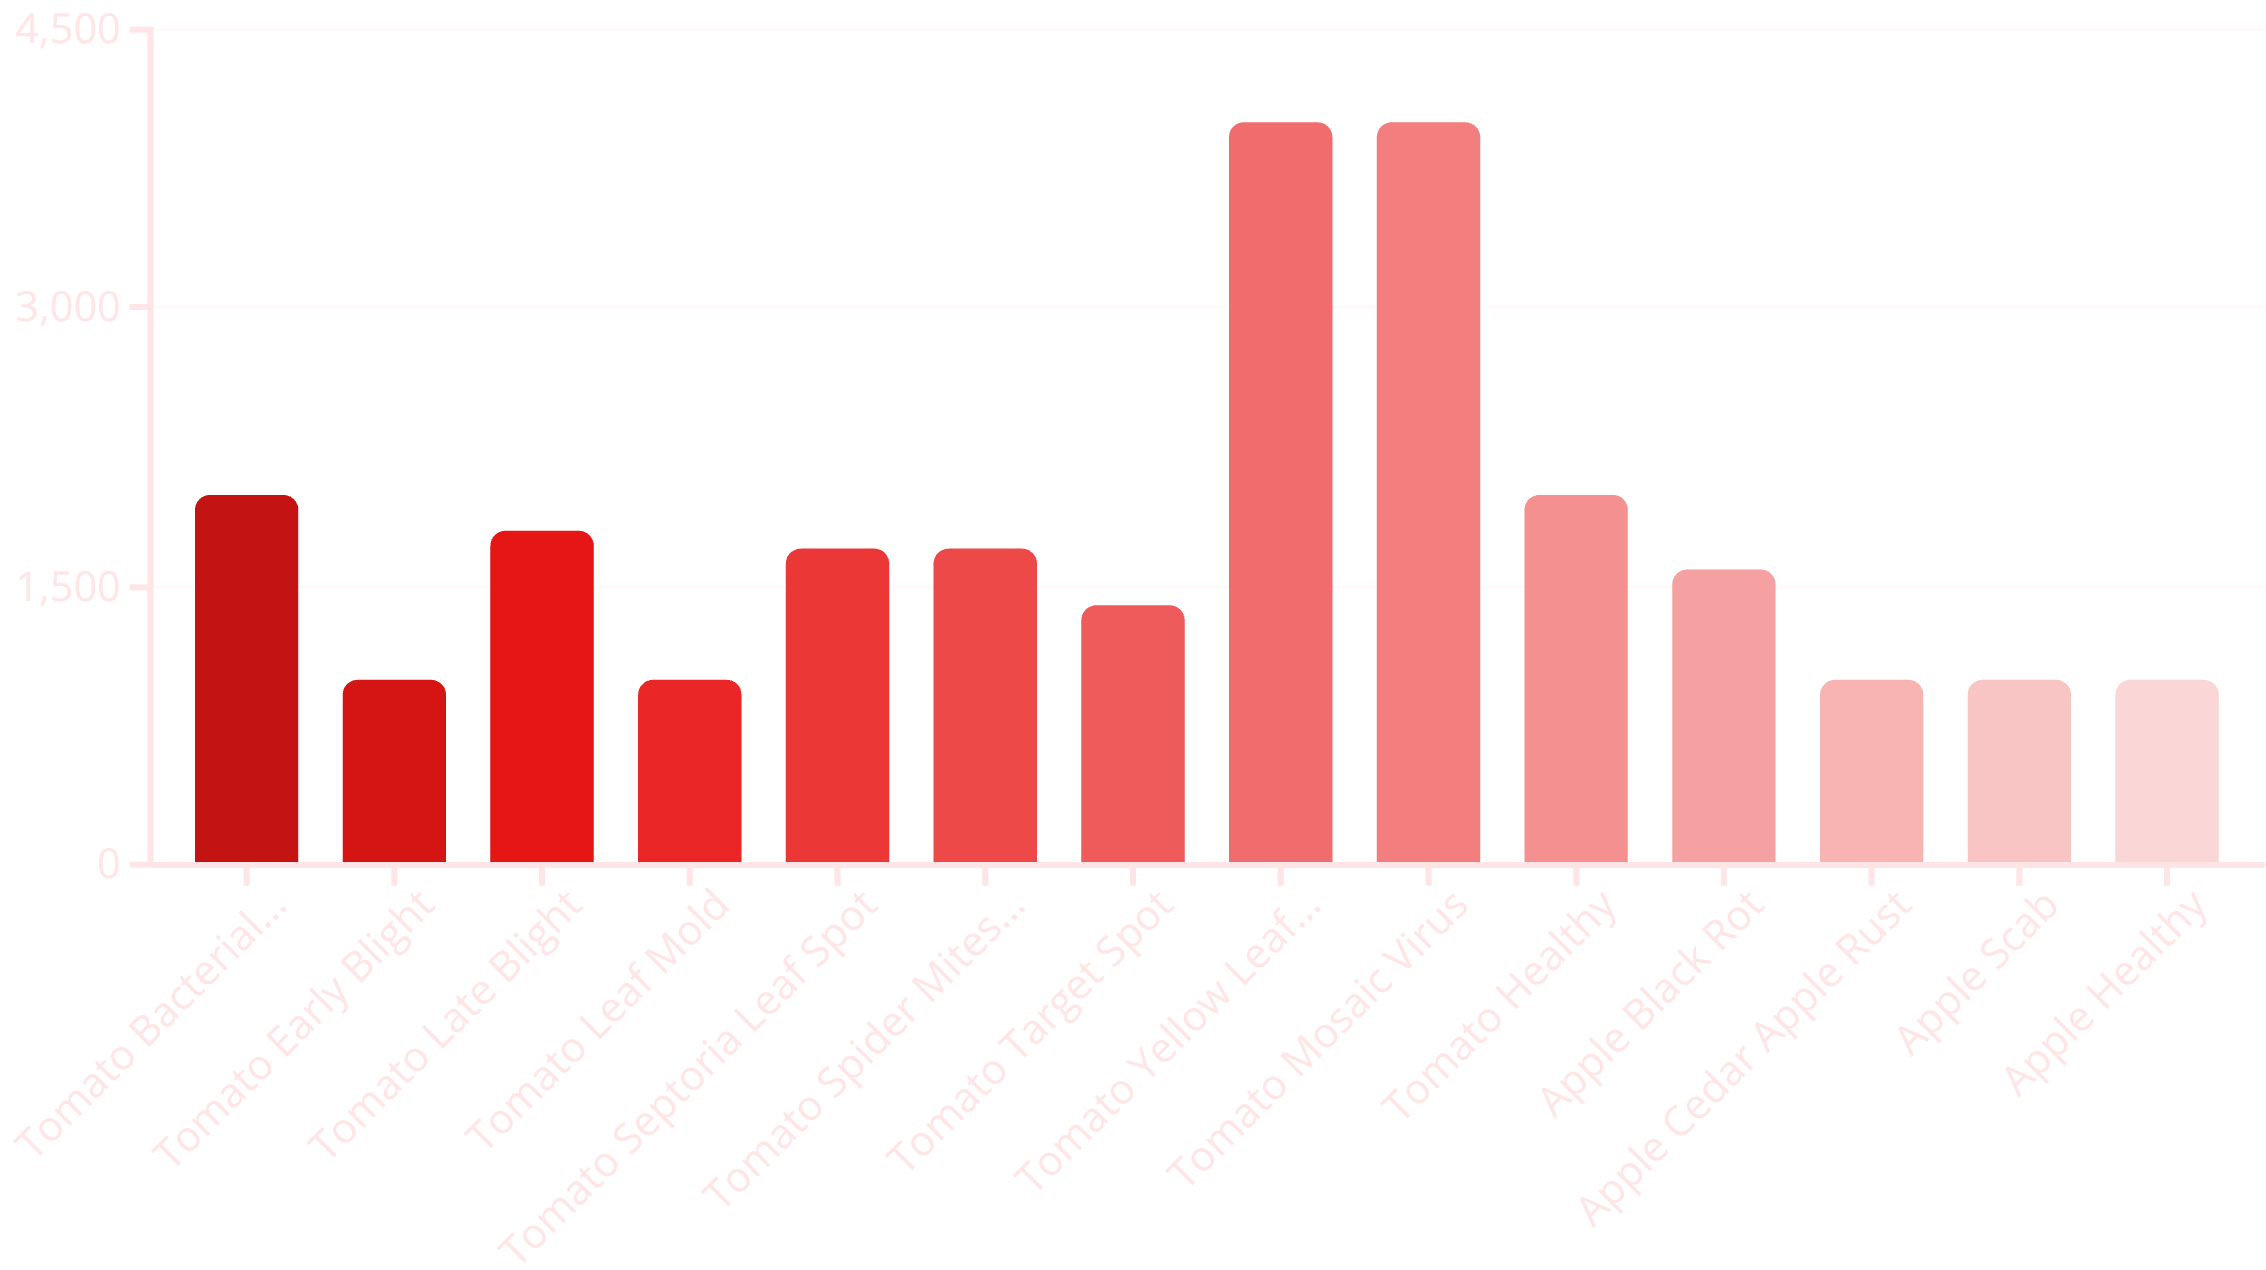 4,500
3,000
1,500
0
Tomato Bacterial...
Tomato Early Blight
Tomato Late Blight
Tomato Leaf Mold
Tomato Septoria Leaf Spot
Tomato Spider Mites...
Tomato Target Spot
Tomato Yellow Leaf...
Tomato Mosaic Virus
Tomato Healthy
Apple Black Rot
Apple Cedar Apple Rust
Apple Scab
Apple Healthy